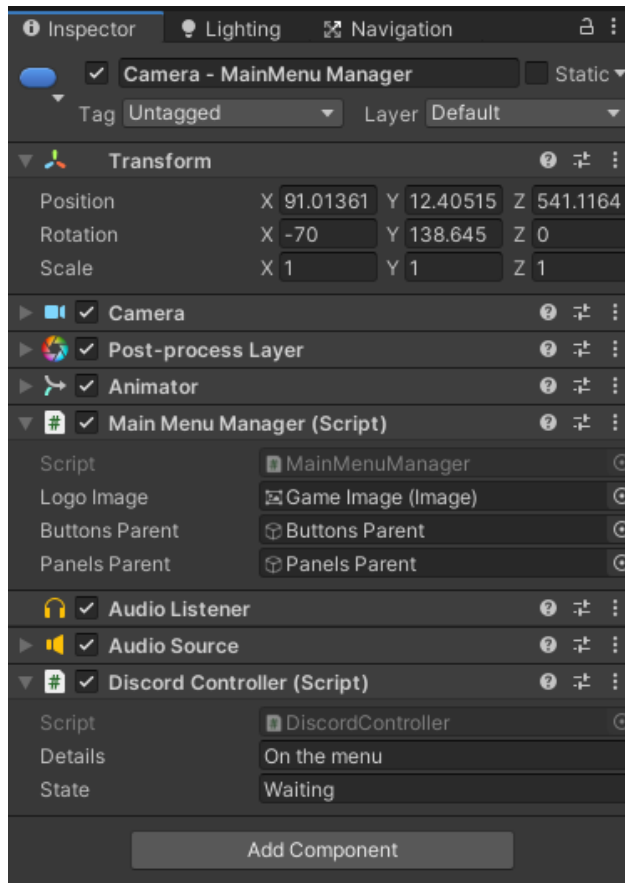 Inspector Lighting Navigation
Camera - MainMenu Manager Static
Tag Untagged Layer Default
Transform
Position X 91.01361 Y 12.40515 Z 541.1164
Rotation X -70 Y 138.645 Z 0
Scale X 1 Y 1 Z 1
Camera
Post-process Layer
Animator
# Main Menu Manager (Script)
Script # MainMenuManager
Logo Image Game Image (Image)
Buttons Parent Buttons Parent
Panels Parent Panels Parent
Audio Listener
Audio Source
# Discord Controller (Script)
Script # DiscordController
Details On the menu
State Waiting
Add Component